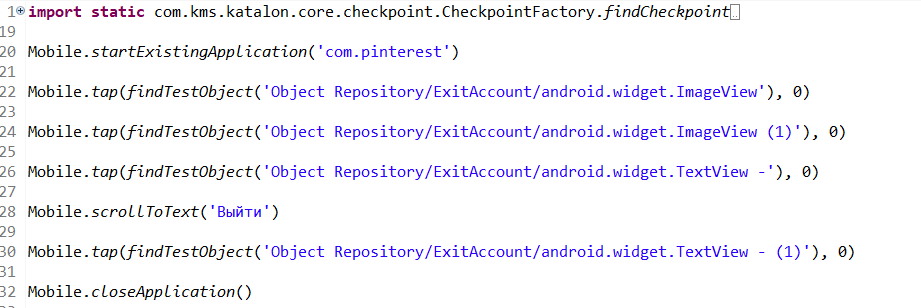 1 import static com.kms.katalon.core.checkpoint.CheckpointFactory.findCheckpoint
19
20 Mobile.startExistingApplication('com.pinterest')
21
22 Mobile.tap(findTestObject('Object Repository/ExitAccount/android.widget.ImageView'), 0)
23
24 Mobile.tap(findTestObject('Object Repository/ExitAccount/android.widget.ImageView (1)'), 0)
25
26 Mobile.tap(findTestObject('Object Repository/ExitAccount/android.widget.TextView -'), 0)
27
28 Mobile.scrollToText('Выйти')
29
30 Mobile.tap(findTestObject('Object Repository/ExitAccount/android.widget.TextView - (1)'), 0)
31
32 Mobile.closeApplication()